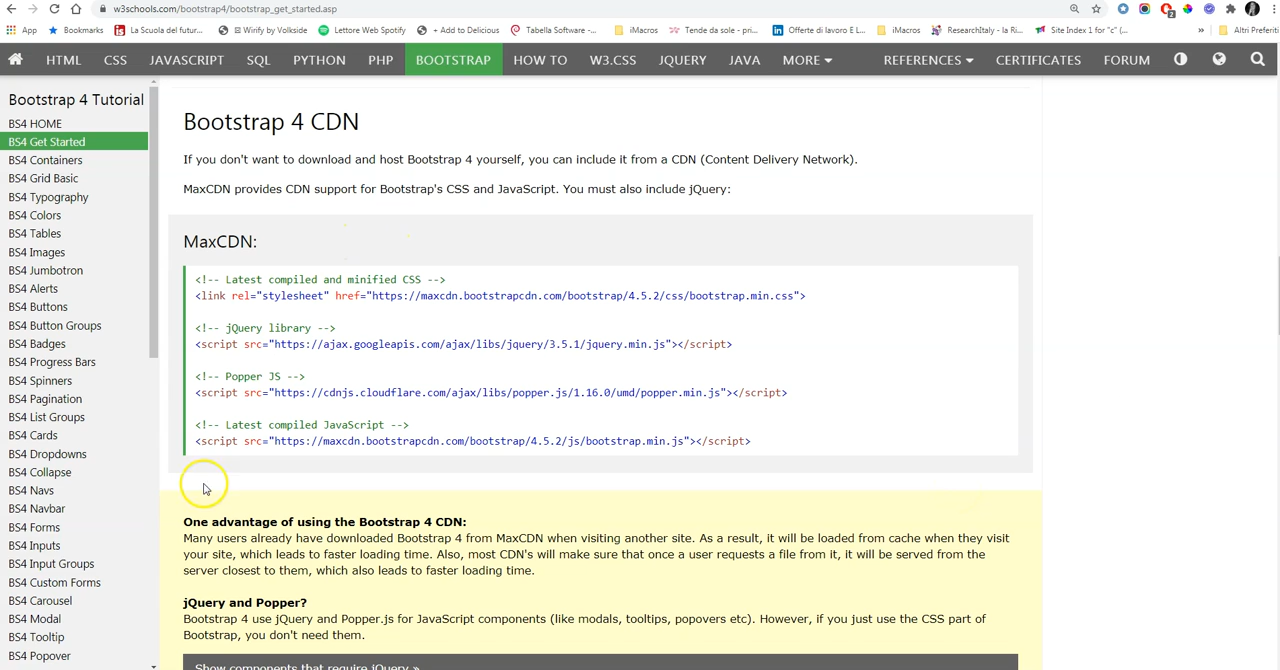 w3schools.com/bootstrap4/bootstrap_get_started.asp
App Bookmarks La Scuola del futur... Wirify by Volkside Lettore Web Spotify + Add to Delicious Tabella Software –... iMacros Tende da sole - pri... Offerte di lavoro E L... iMacros ResearchItaly - la Ri... Site Index 1 for "c" (... » Altri Preferiti
HTML CSS JAVASCRIPT SQL PYTHON PHP BOOTSTRAP HOW TO W3.CSS JQUERY JAVA MORE REFERENCES CERTIFICATES FORUM
Bootstrap 4 Tutorial
BS4 HOME
BS4 Get Started
BS4 Containers
BS4 Grid Basic
BS4 Typography
BS4 Colors
BS4 Tables
BS4 Images
BS4 Jumbotron
BS4 Alerts
BS4 Buttons
BS4 Button Groups
BS4 Badges
BS4 Progress Bars
BS4 Spinners
BS4 Pagination
BS4 List Groups
BS4 Cards
BS4 Dropdowns
BS4 Collapse
BS4 Navs
BS4 Navbar
BS4 Forms
BS4 Inputs
BS4 Input Groups
BS4 Custom Forms
BS4 Carousel
BS4 Modal
BS4 Tooltip
BS4 Popover
Bootstrap 4 CDN
If you don't want to download and host Bootstrap 4 yourself, you can include it from a CDN (Content Delivery Network).
MaxCDN provides CDN support for Bootstrap's CSS and JavaScript. You must also include jQuery:
MaxCDN:
<!-- Latest compiled and minified CSS -->
<link rel="stylesheet" href="https://maxcdn.bootstrapcdn.com/bootstrap/4.5.2/css/bootstrap.min.css">
<!-- jQuery library -->
<script src="https://ajax.googleapis.com/ajax/libs/jquery/3.5.1/jquery.min.js"></script>
<!-- Popper JS -->
<script src="https://cdnjs.cloudflare.com/ajax/libs/popper.js/1.16.0/umd/popper.min.js"></script>
<!-- Latest compiled JavaScript -->
<script src="https://maxcdn.bootstrapcdn.com/bootstrap/4.5.2/js/bootstrap.min.js"></script>
One advantage of using the Bootstrap 4 CDN:
Many users already have downloaded Bootstrap 4 from MaxCDN when visiting another site. As a result, it will be loaded from cache when they visit
your site, which leads to faster loading time. Also, most CDN's will make sure that once a user requests a file from it, it will be served from the
server closest to them, which also leads to faster loading time.
jQuery and Popper?
Bootstrap 4 use jQuery and Popper.js for JavaScript components (like modals, tooltips, popovers etc). However, if you just use the CSS part of
Bootstrap, you don't need them.
Show components that require jQuery »